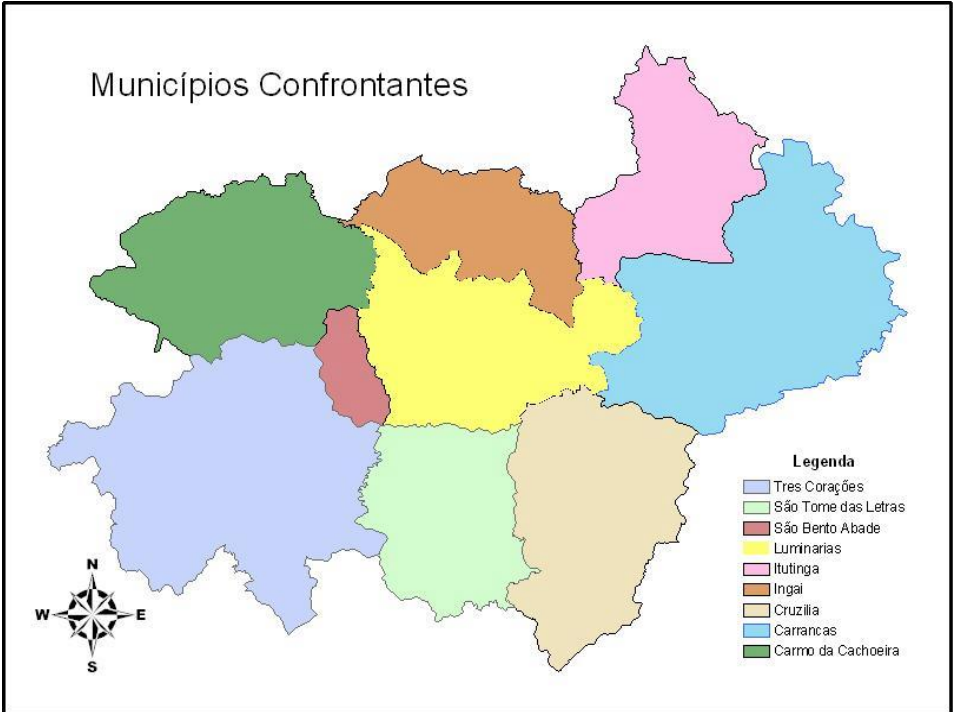 Municípios Confrontantes
Legenda
Tres Corações
São Tome das Letras
São Bento Abade
Luminarias
Itutinga
Ingai
Cruzilia
Carrancas
Carmo da Cachoeira
N
W
E
S